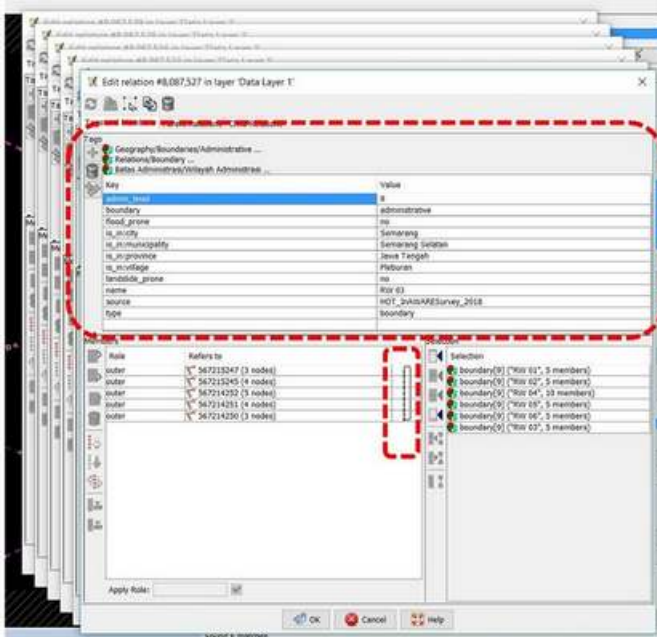 Edit relation #8,087,527 in layer 'Data Layer 1'
Tags
Geography/Boundaries/Administrative ...
Relations/Boundary ...
Batas Administrasi/Wilayah Administrasi ...
Key Value
admin_level
boundary administrative
flood_prone no
is_in:city Semarang
is_in:municipality Semarang Selatan
is_in:province Jawa Tengah
is_in:village Pleburan
landslide_prone no
name RW 03
source HOT_InAWARESurvey_2018
type boundary
Members Selection
Role Refers to Selection
outer 567215247 (3 nodes) boundary[9] ("RW 01", 5 members)
outer 567215245 (4 nodes) boundary[9] ("RW 02", 5 members)
outer 567214252 (5 nodes) boundary[9] ("RW 04", 10 members)
outer 567214251 (4 nodes) boundary[9] ("RW 05", 5 members)
outer 567214250 (3 nodes) boundary[9] ("RW 06", 5 members)
boundary[9] ("RW 03", 5 members)
Apply Role:
OK Cancel Help